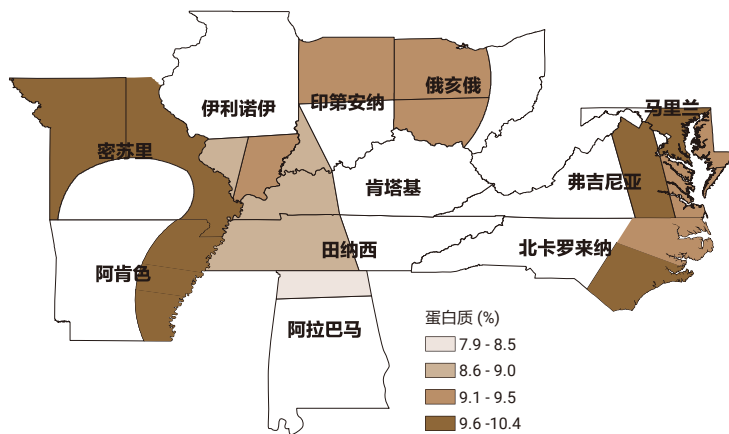 伊利诺伊
印第安纳
俄亥俄
马里兰
密苏里
肯塔基
弗吉尼亚
田纳西
北卡罗来纳
阿肯色
阿拉巴马
蛋白质 (%)
7.9 - 8.5
8.6 - 9.0
9.1 - 9.5
9.6 -10.4